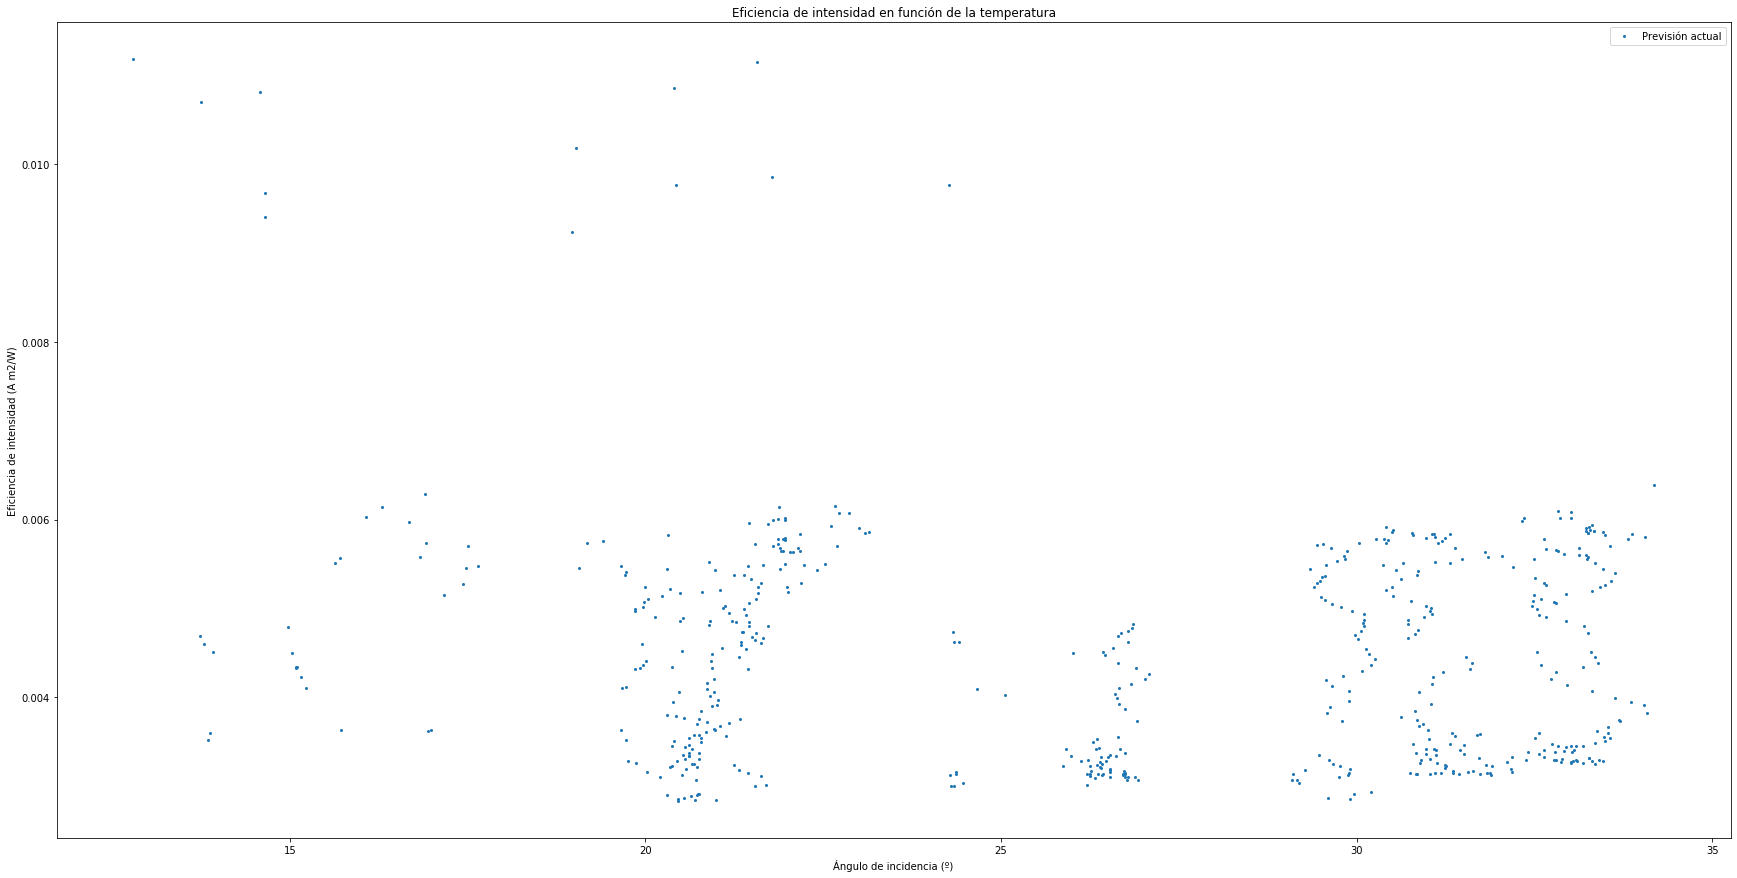 Eficiencia de intensidad en función de la temperatura
Previsión actual
Eficiencia de intensidad (A m2/W)
0.010
0.008
0.006
0.004
15
20
25
30
35
Ángulo de incidencia (º)